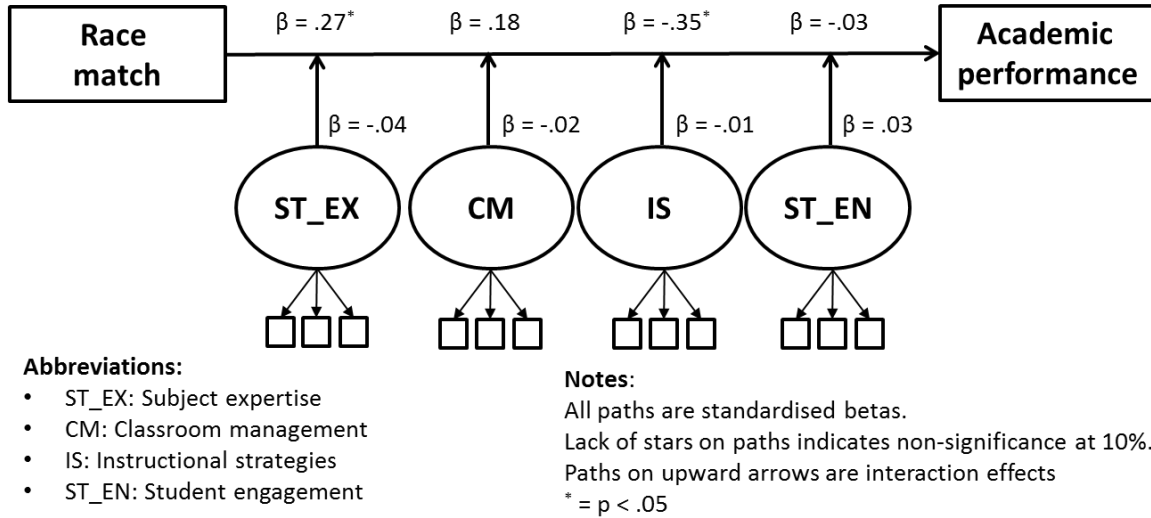 Race
match
β = .27*
β = .18
β = -.35*
β = -.03
Academic
performance
β = -.04
β = -.02
β = -.01
β = .03
ST_EX
CM
IS
ST_EN
Abbreviations:
• ST_EX: Subject expertise
• CM: Classroom management
• IS: Instructional strategies
• ST_EN: Student engagement
Notes:
All paths are standardised betas.
Lack of stars on paths indicates non-significance at 10%.
Paths on upward arrows are interaction effects
* = p < .05